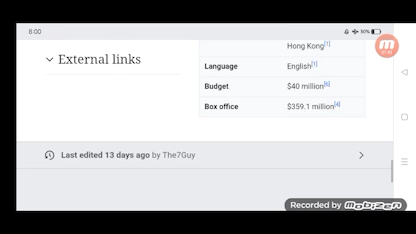 8:00
50%
Hong Kong[1]
External links
Language English[1]
Budget $40 million[6]
Box office $359.1 million[4]
Last edited 13 days ago by The7Guy
Recorded by
Mobizen